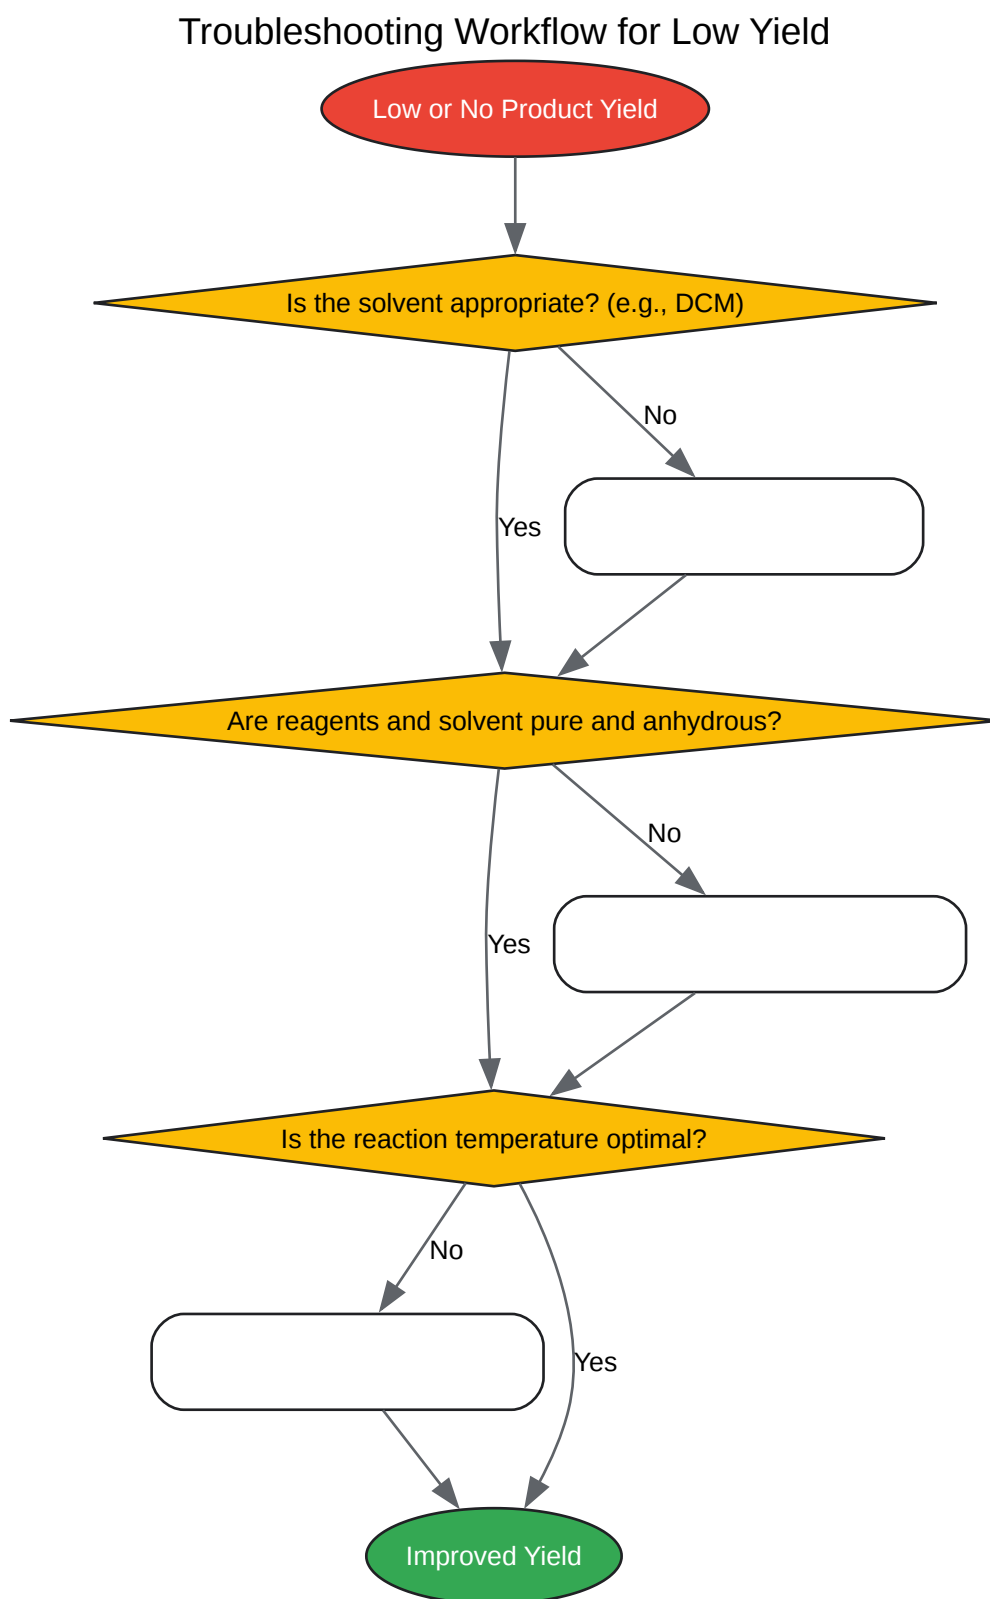 Troubleshooting Workflow for Low Yield
Low or No Product Yield
Is the solvent appropriate? (e.g., DCM)
No
Yes
Are reagents and solvent pure and anhydrous?
No
Yes
Is the reaction temperature optimal?
No
Yes
Improved Yield